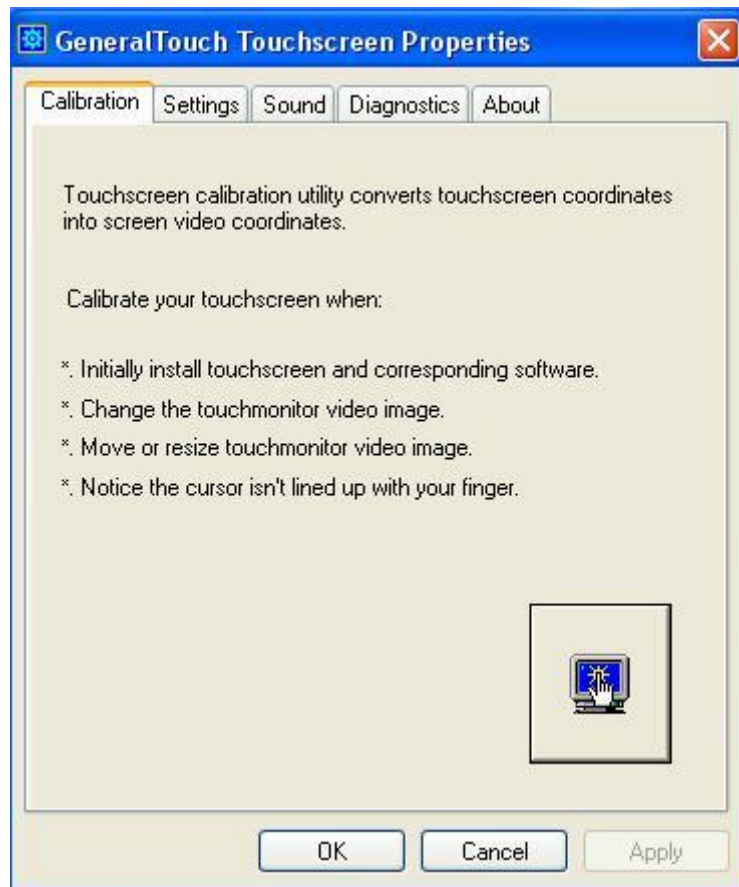 GeneralTouch Touchscreen Properties
Calibration Settings Sound Diagnostics About
Touchscreen calibration utility converts touchscreen coordinates
into screen video coordinates.
Calibrate your touchscreen when:
*. Initially install touchscreen and corresponding software.
*. Change the touchmonitor video image.
*. Move or resize touchmonitor video image.
*. Notice the cursor isn't lined up with your finger.
OK Cancel Apply